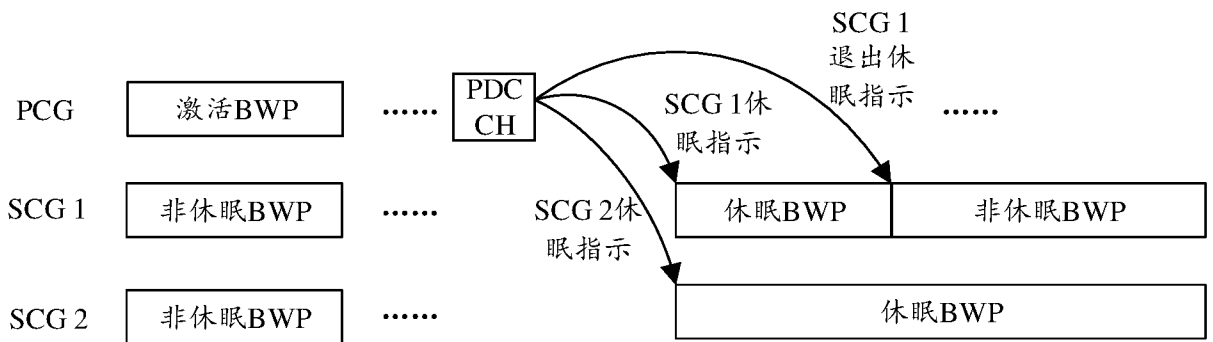 SCG 1
退出休
眠指示
PCG
激活BWP
……
PDC
CH
SCG 1休
眠指示
……
SCG 1
非休眠BWP
……
SCG 2休
眠指示
休眠BWP
非休眠BWP
SCG 2
非休眠BWP
……
休眠BWP